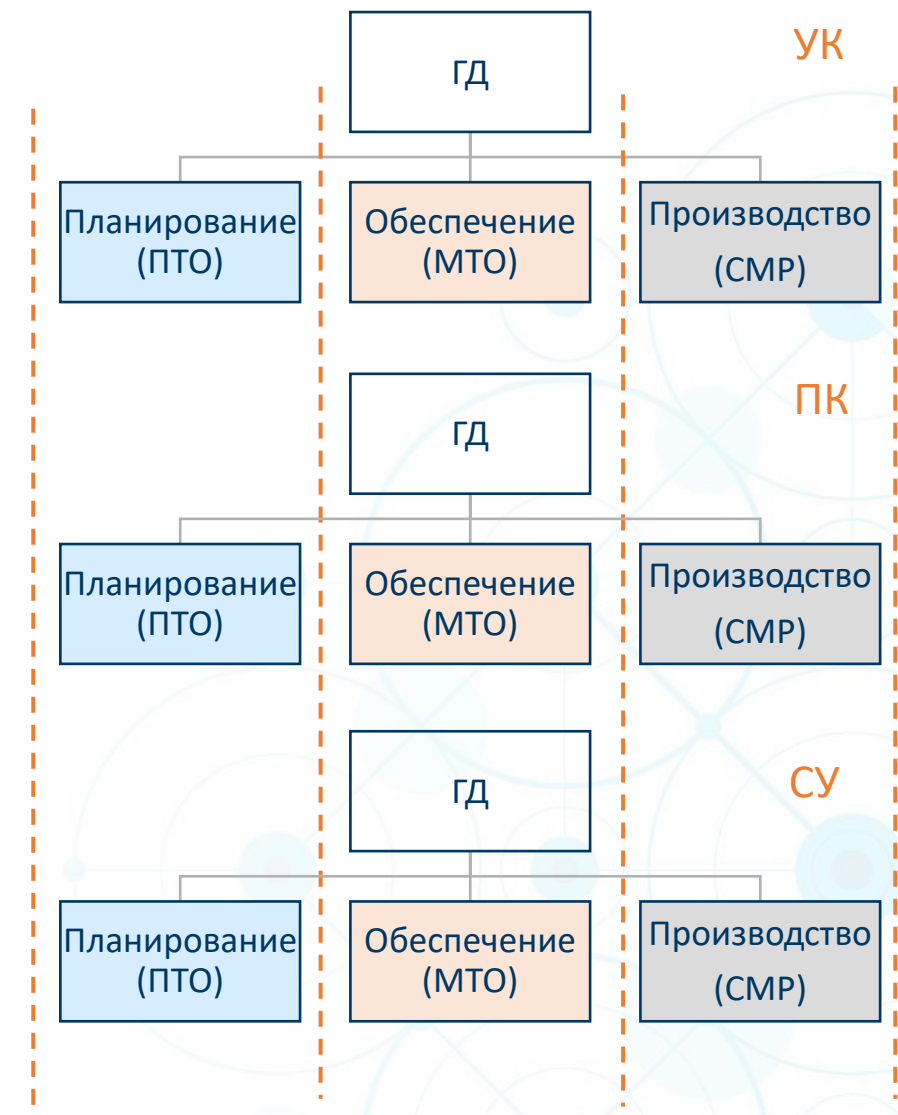 УК
ГД
Планирование
(ПТО)
Обеспечение
(МТО)
Производство
(СМР)
ПК
ГД
Планирование
(ПТО)
Обеспечение
(МТО)
Производство
(СМР)
СУ
ГД
Планирование
(ПТО)
Обеспечение
(МТО)
Производство
(СМР)